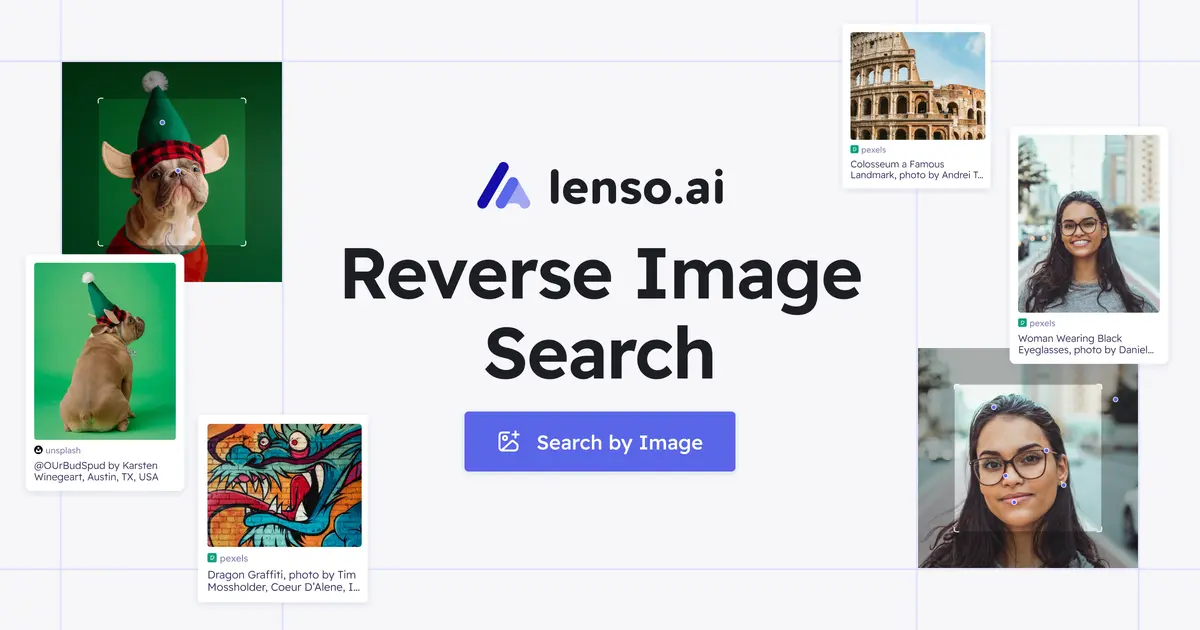 lenso.ai
Reverse Image
Search
Search by Image
unsplash
@OUrBudSpud by Karsten
Winegeart, Austin, TX, USA
pexels
Dragon Graffiti, photo by Tim
Mossholder, Coeur D'Alene, I...
pexels
Colosseum a Famous
Landmark, photo by Andrei T...
pexels
Woman Wearing Black
Eyeglasses, photo by Daniel...